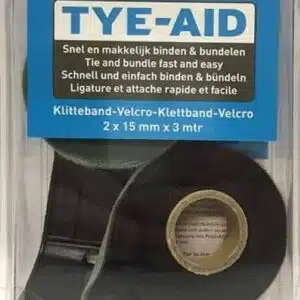 TYE-AID
Snel en makkelijk binden & bundelen
Tie and bundle fast and easy
Schnell und einfach binden & bündeln
Ligature et attache rapide et facile
Klitteband-Velcro-Klettband-Velcro
2 x 15 mm x 3 mtr